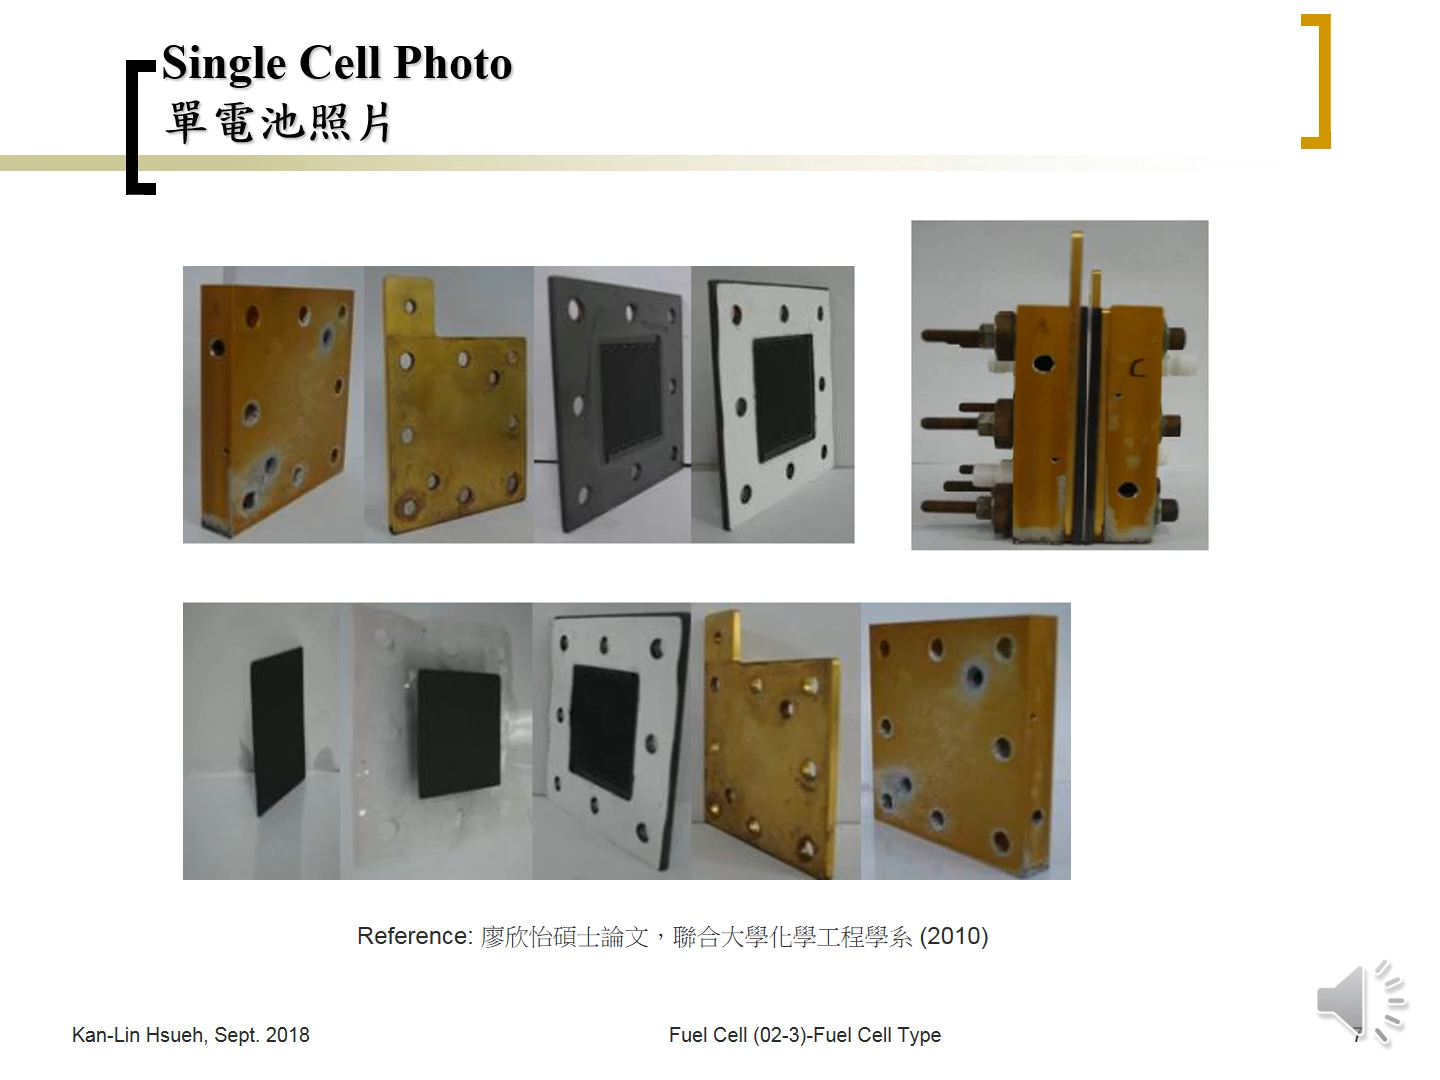 Single Cell Photo
單電池照片
A
C
Reference: 廖欣怡碩士論文，聯合大學化學工程學系 (2010)
Kan-Lin Hsueh, Sept. 2018
Fuel Cell (02-3)-Fuel Cell Type
7